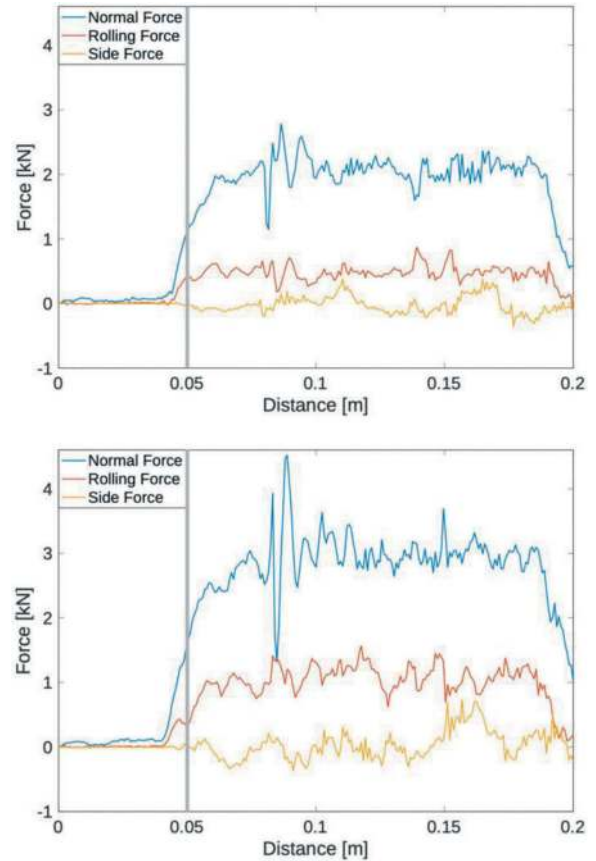 Normal Force
Rolling Force
Side Force
4
3
2
1
0
-1
Force [kN]
0
0.05
0.1
0.15
0.2
Distance [m]
Normal Force
Rolling Force
Side Force
4
3
2
1
0
-1
Force [kN]
0
0.05
0.1
0.15
0.2
Distance [m]